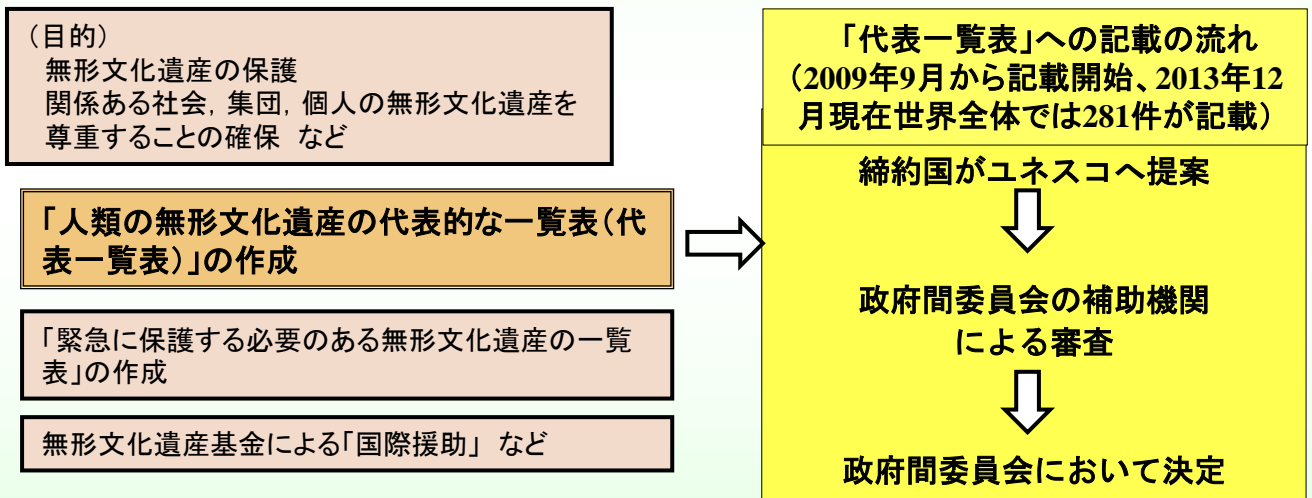 （目的）
無形文化遺産の保護
関係ある社会，集団，個人の無形文化遺産を
尊重することの確保 など
「人類の無形文化遺産の代表的な一覧表（代
表一覧表）」の作成
「緊急に保護する必要のある無形文化遺産の一覧
表」の作成
無形文化遺産基金による「国際援助」 など
「代表一覧表」への記載の流れ
（2009年9月から記載開始、2013年12
月現在世界全体では281件が記載）
締約国がユネスコへ提案
政府間委員会の補助機関
による審査
政府間委員会において決定